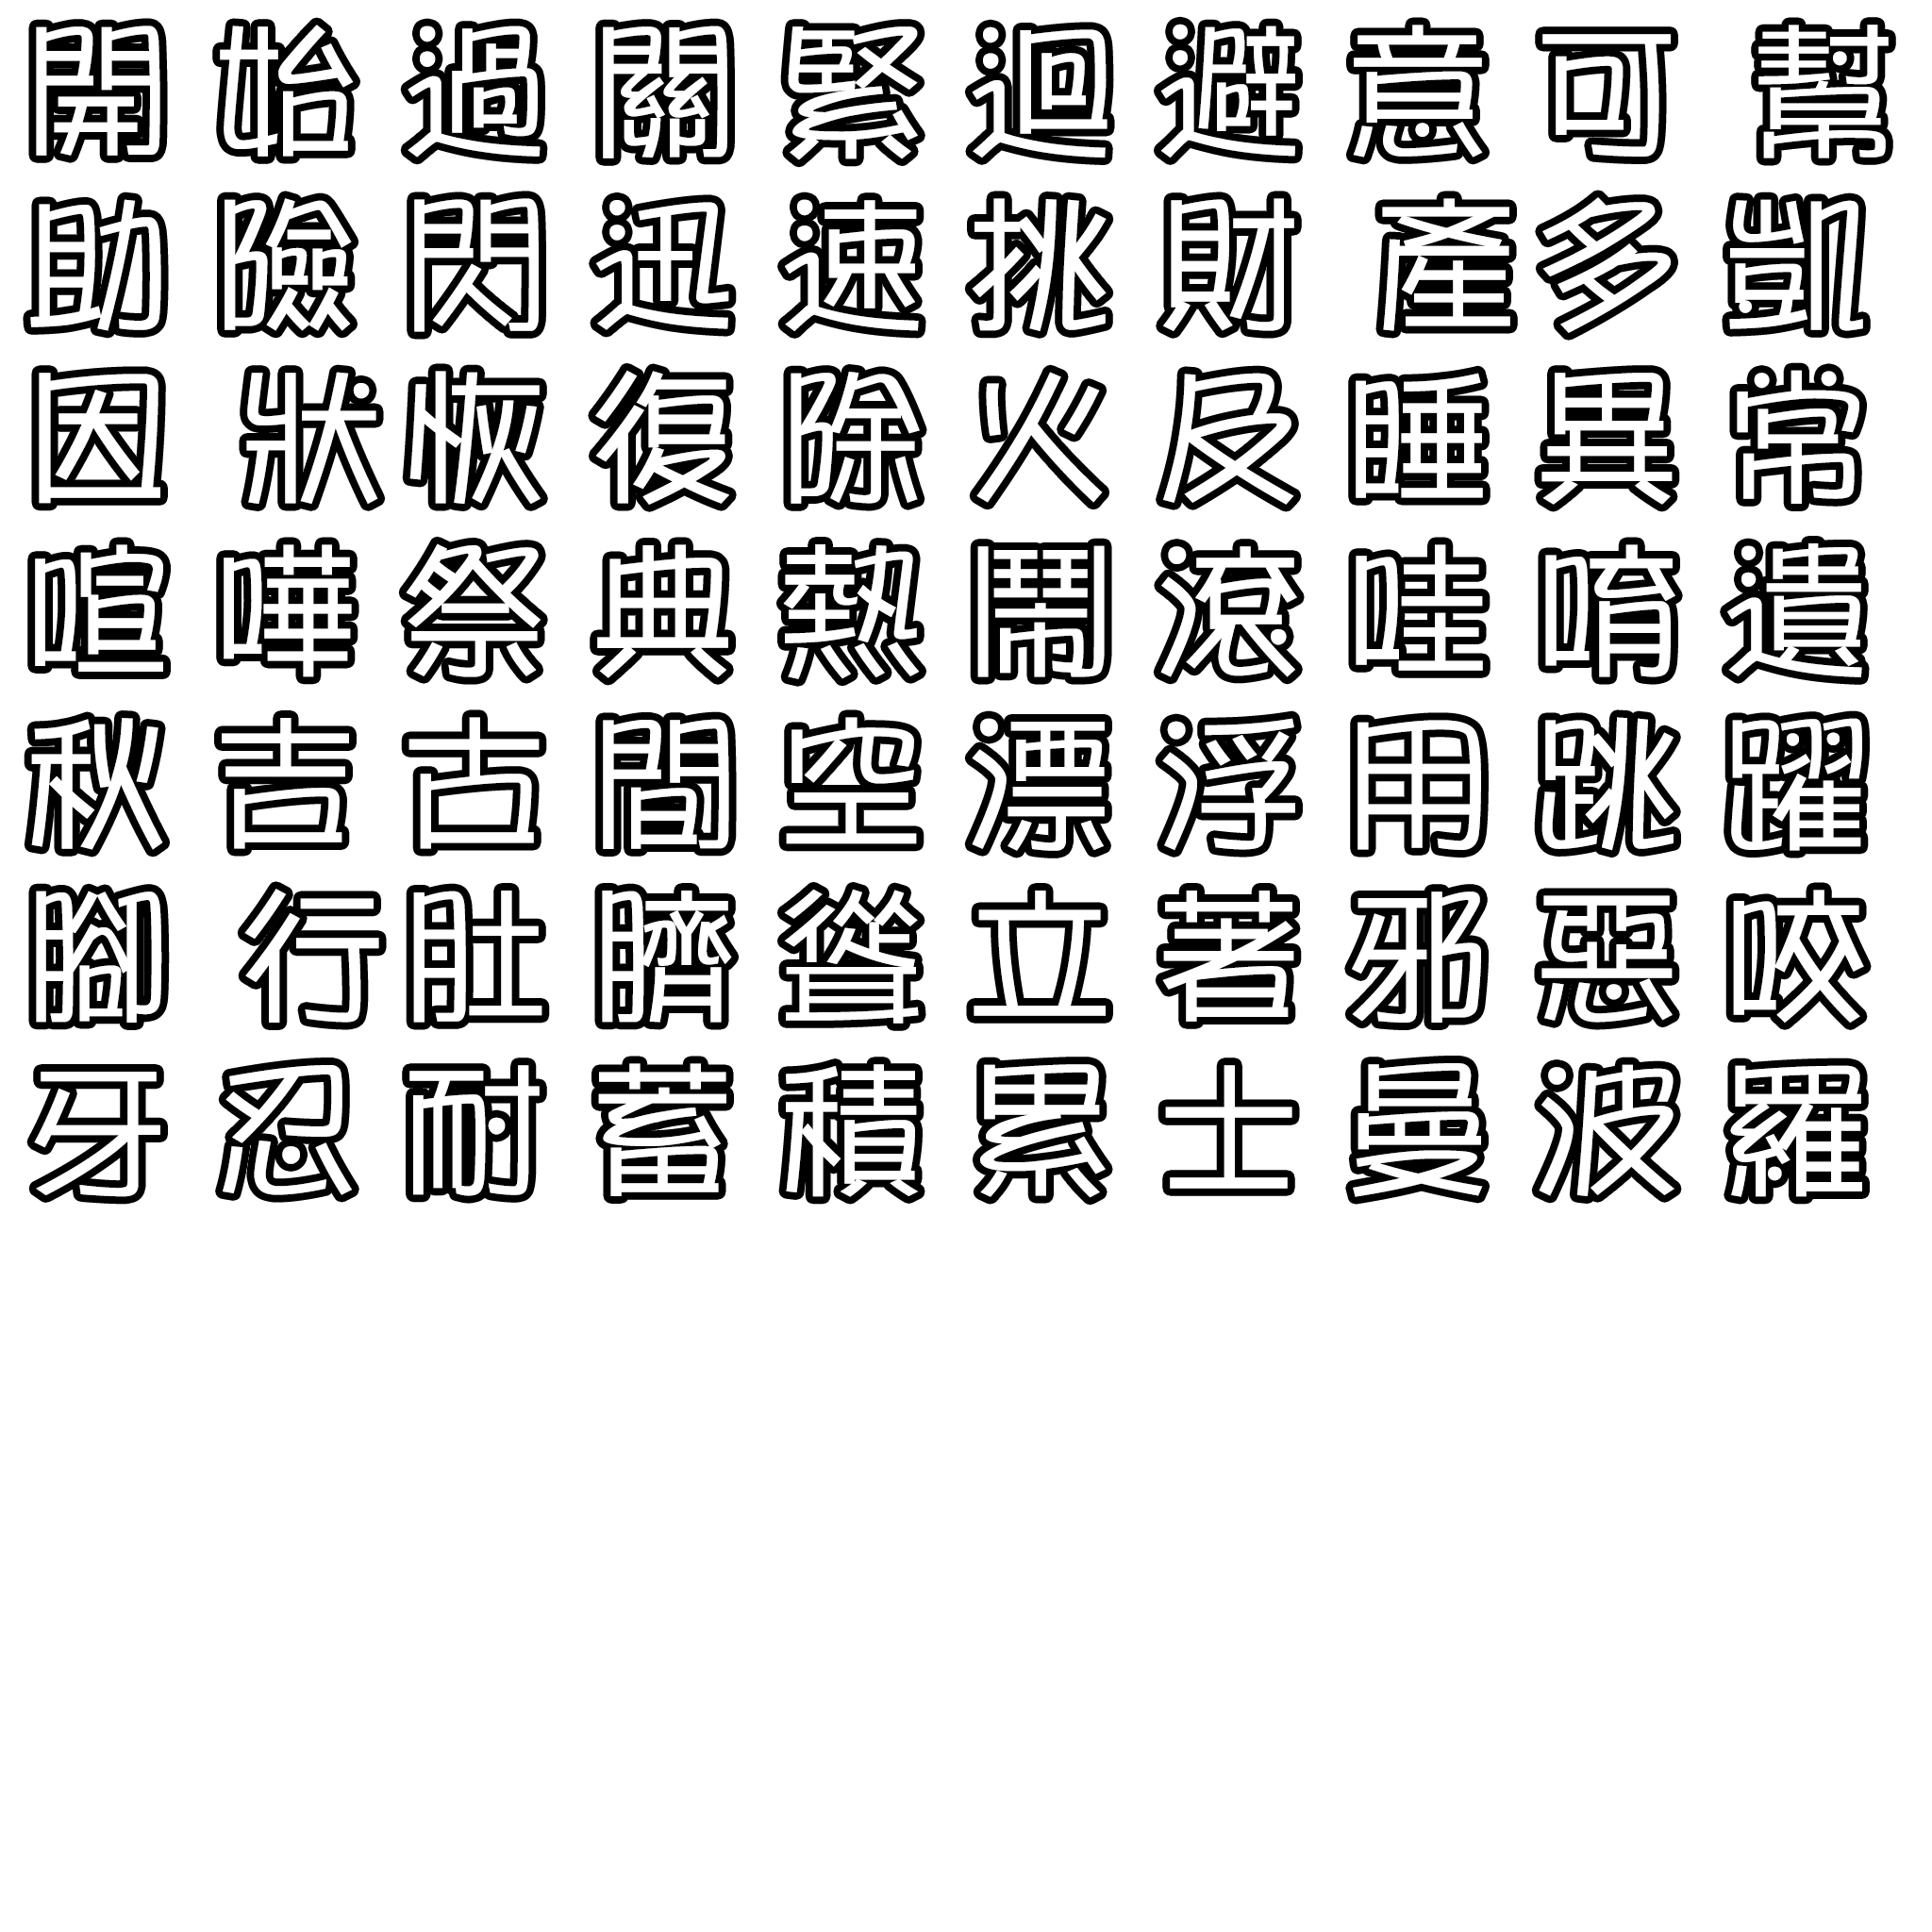 開始追關緊迴避意可幫
助險閃迅速挑財產多凱
因狀恢復除火反睡異常
喧嘩祭典熱鬧滾哇唷遺
秋吉古間空漂浮用跳躍
腳行肚臍聳立著邪惡咬
牙忍耐蓄積累士曼波羅